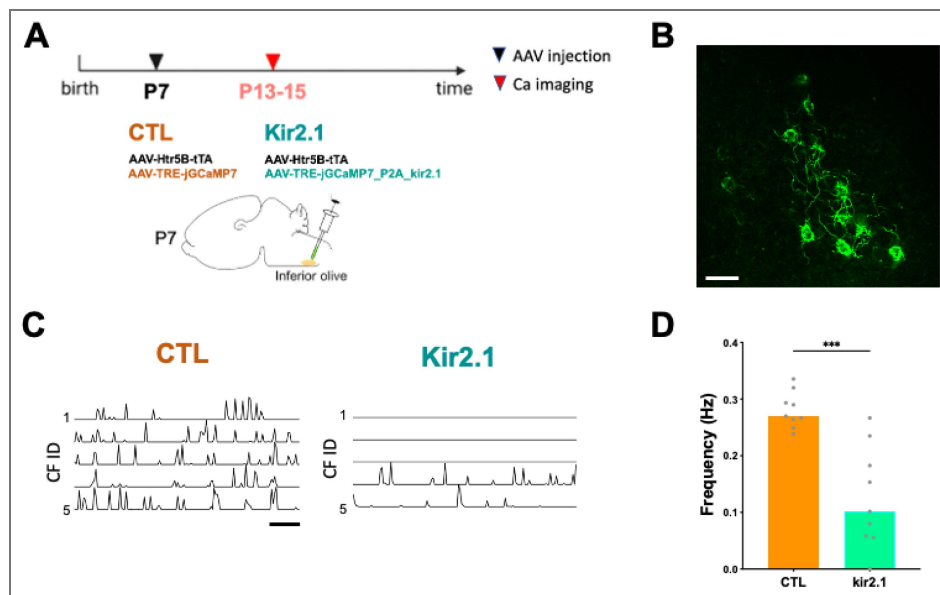 A
AAV injection
Ca imaging
birth
P7
P13-15
time
CTL
Kir2.1
AAV-Htr5B-tTA
AAV-TRE-jGCaMP7
AAV-Htr5B-tTA
AAV-TRE-jGCaMP7_P2A_kir2.1
P7
Inferior olive
B
C
CTL
Kir2.1
1
CF ID
5
1
CF ID
5
D
***
Frequency (Hz)
0.4
0.3
0.2
0.1
0.0
CTL
kir2.1